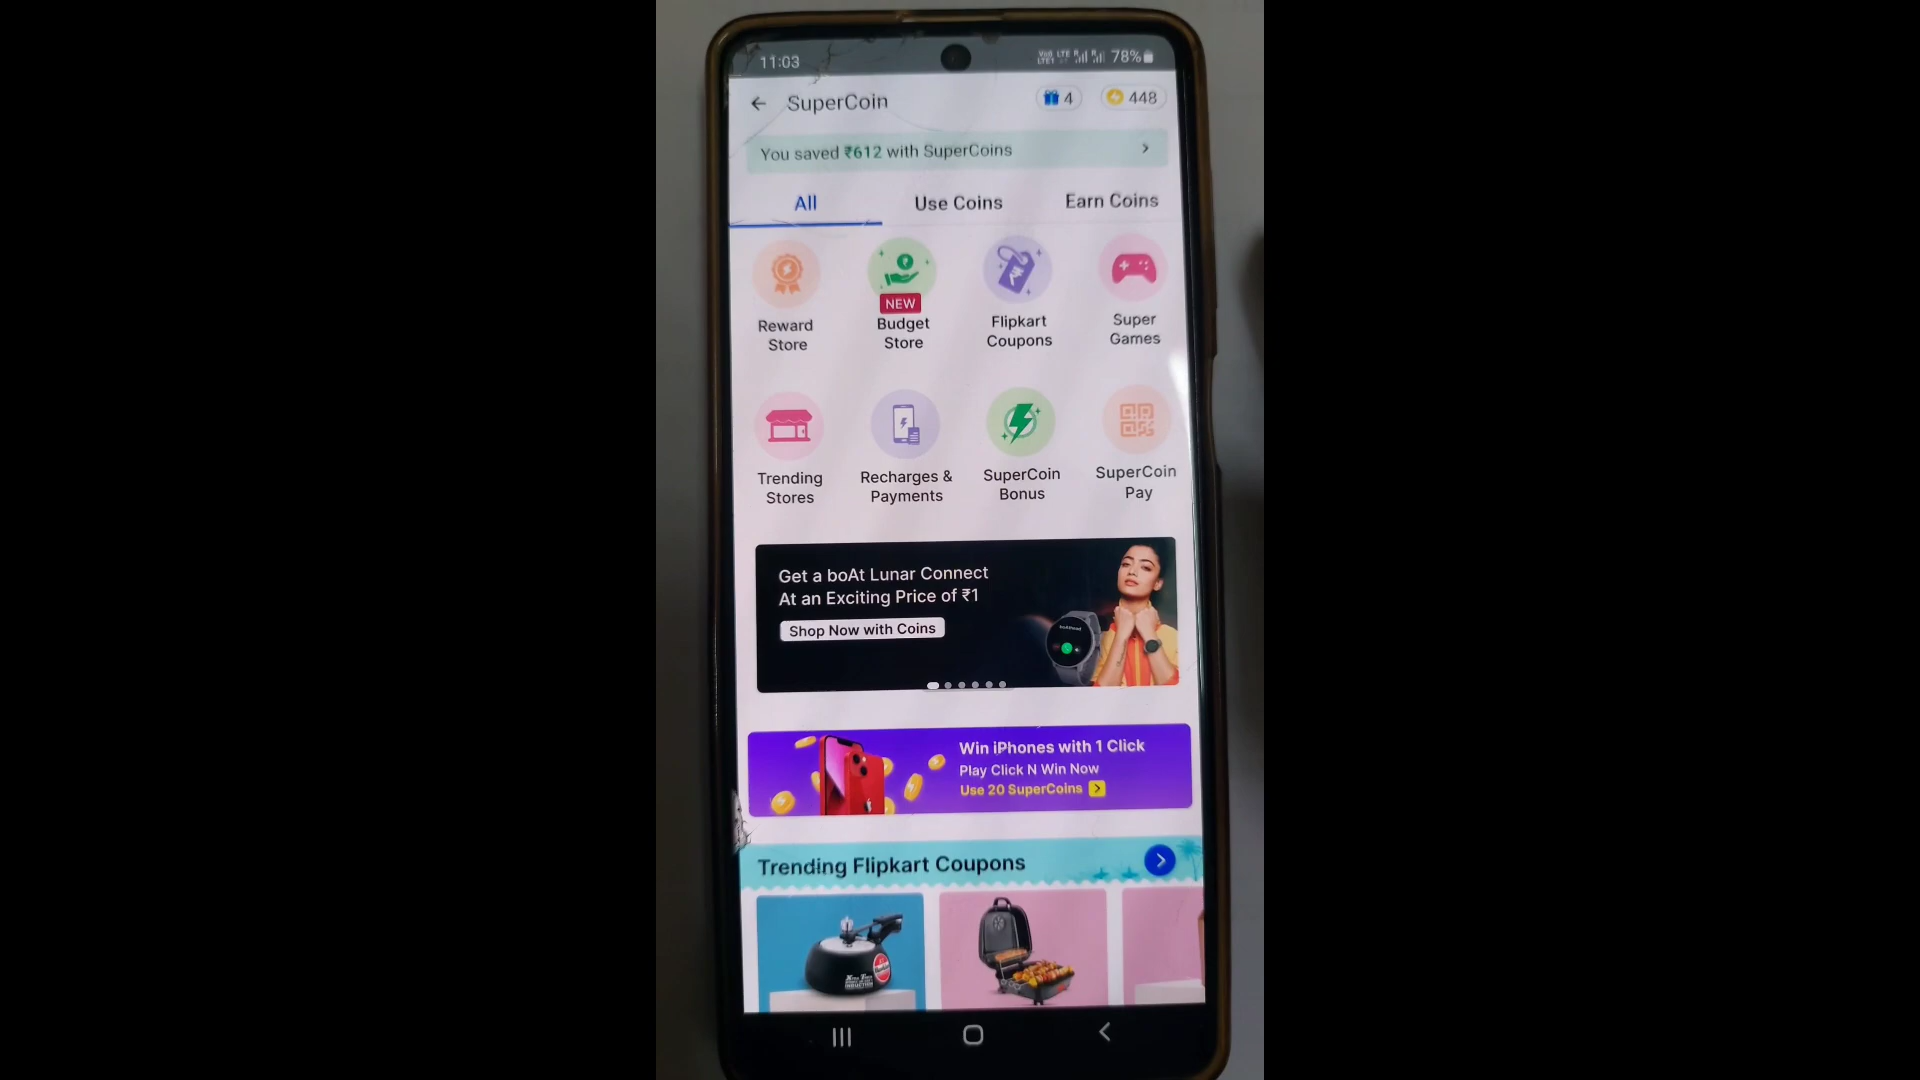 11:03
78%
SuperCoin
4
448
You saved ₹612 with SuperCoins
All
Use Coins
Earn Coins
Reward
Store
NEW
Budget
Store
Flipkart
Coupons
Super
Games
Trending
Stores
Recharges &
Payments
SuperCoin
Bonus
SuperCoin
Pay
Get a boAt Lunar Connect
At an Exciting Price of ₹1
Shop Now with Coins
Win iPhones with 1 Click
Play Click N Win Now
Use 20 SuperCoins
Trending Flipkart Coupons